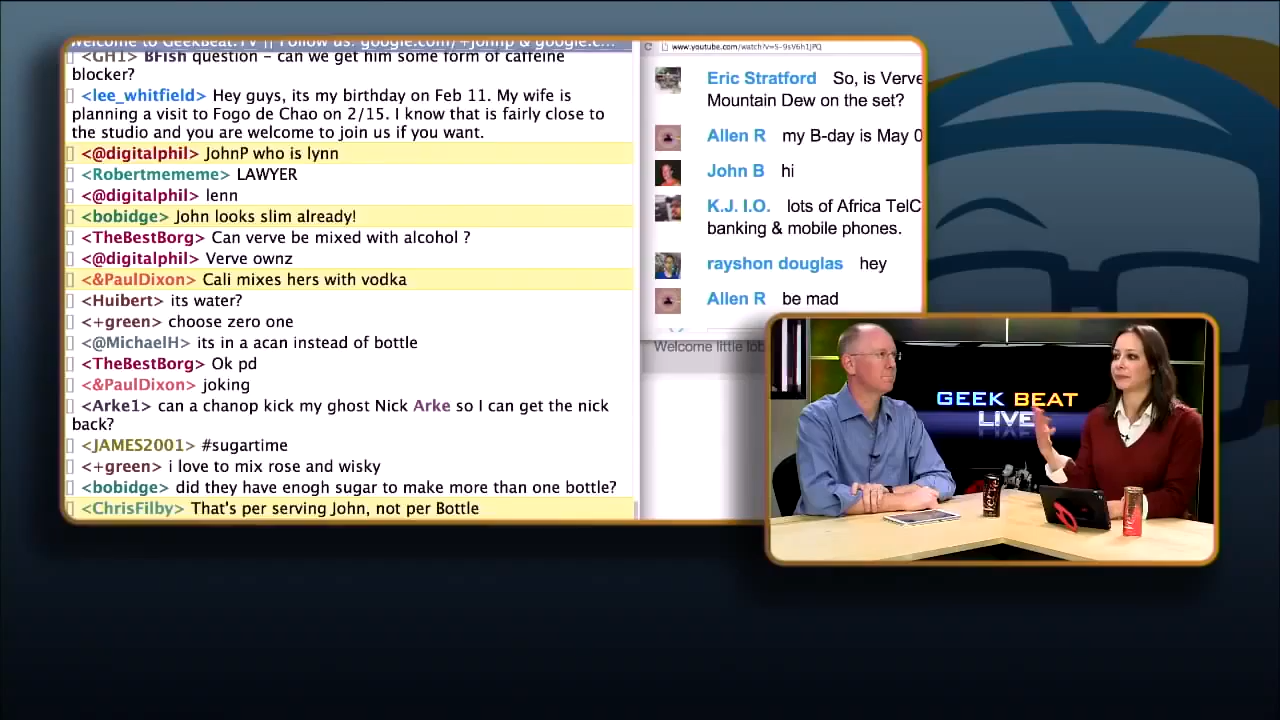 Welcome to GeekBeat.TV || Follow us: google.com/+johnp & google.c...
<GH1> BFish question - can we get him some form of caffeine
blocker?
<lee_whitfield> Hey guys, its my birthday on Feb 11. My wife is
planning a visit to Fogo de Chao on 2/15. I know that is fairly close to
the studio and you are welcome to join us if you want.
<@digitalphil> JohnP who is lynn
<Robertmememe> LAWYER
<@digitalphil> lenn
<bobidge> John looks slim already!
<TheBestBorg> Can verve be mixed with alcohol ?
<@digitalphil> Verve ownz
<&PaulDixon> Cali mixes hers with vodka
<Huibert> its water?
<+green> choose zero one
<@MichaelH> its in a acan instead of bottle
<TheBestBorg> Ok pd
<&PaulDixon> joking
<Arke1> can a chanop kick my ghost Nick Arke so I can get the nick
back?
<JAMES2001> #sugartime
<+green> i love to mix rose and wisky
<bobidge> did they have enogh sugar to make more than one bottle?
<ChrisFilby> That's per serving John, not per Bottle
www.youtube.com/watch?v=S-9sV6h1jPQ
Eric Stratford So, is Verve
Mountain Dew on the set?
Allen R my B-day is May 0
John B hi
K.J. I.O. lots of Africa TelC
banking & mobile phones.
rayshon douglas hey
Allen R be mad
Welcome little lob
GEEK BEAT
LIVE